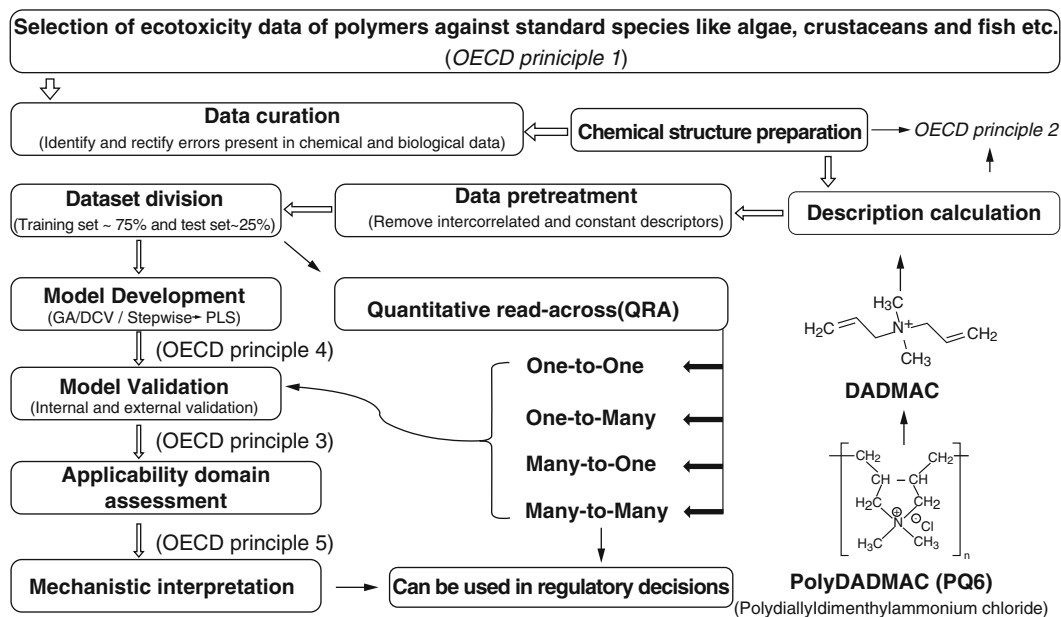 Selection of ecotoxicity data of polymers against standard species like algae, crustaceans and fish etc.
(OECD priniciple 1)
Data curation
(Identify and rectify errors present in chemical and biological data)
Chemical structure preparation
OECD principle 2
Dataset division
(Training set ~ 75% and test set~25%)
Data pretreatment
(Remove intercorrelated and constant descriptors)
Description calculation
Model Development
(GA/DCV / Stepwise→ PLS)
(OECD principle 4)
Quantitative read-across(QRA)
Model Validation
(Internal and external validation)
(OECD principle 3)
Applicability domain
assessment
(OECD principle 5)
Mechanistic interpretation
One-to-One
One-to-Many
Many-to-One
Many-to-Many
Can be used in regulatory decisions
H3C
CH3
H2C
N+
CH2
CH3
DADMAC
CH2
CH2
CH – CH
H2C
CH2
⊕
N
⊖Cl
H3C
CH3
n
PolyDADMAC (PQ6)
(Polydiallyldimenthylammonium chloride)